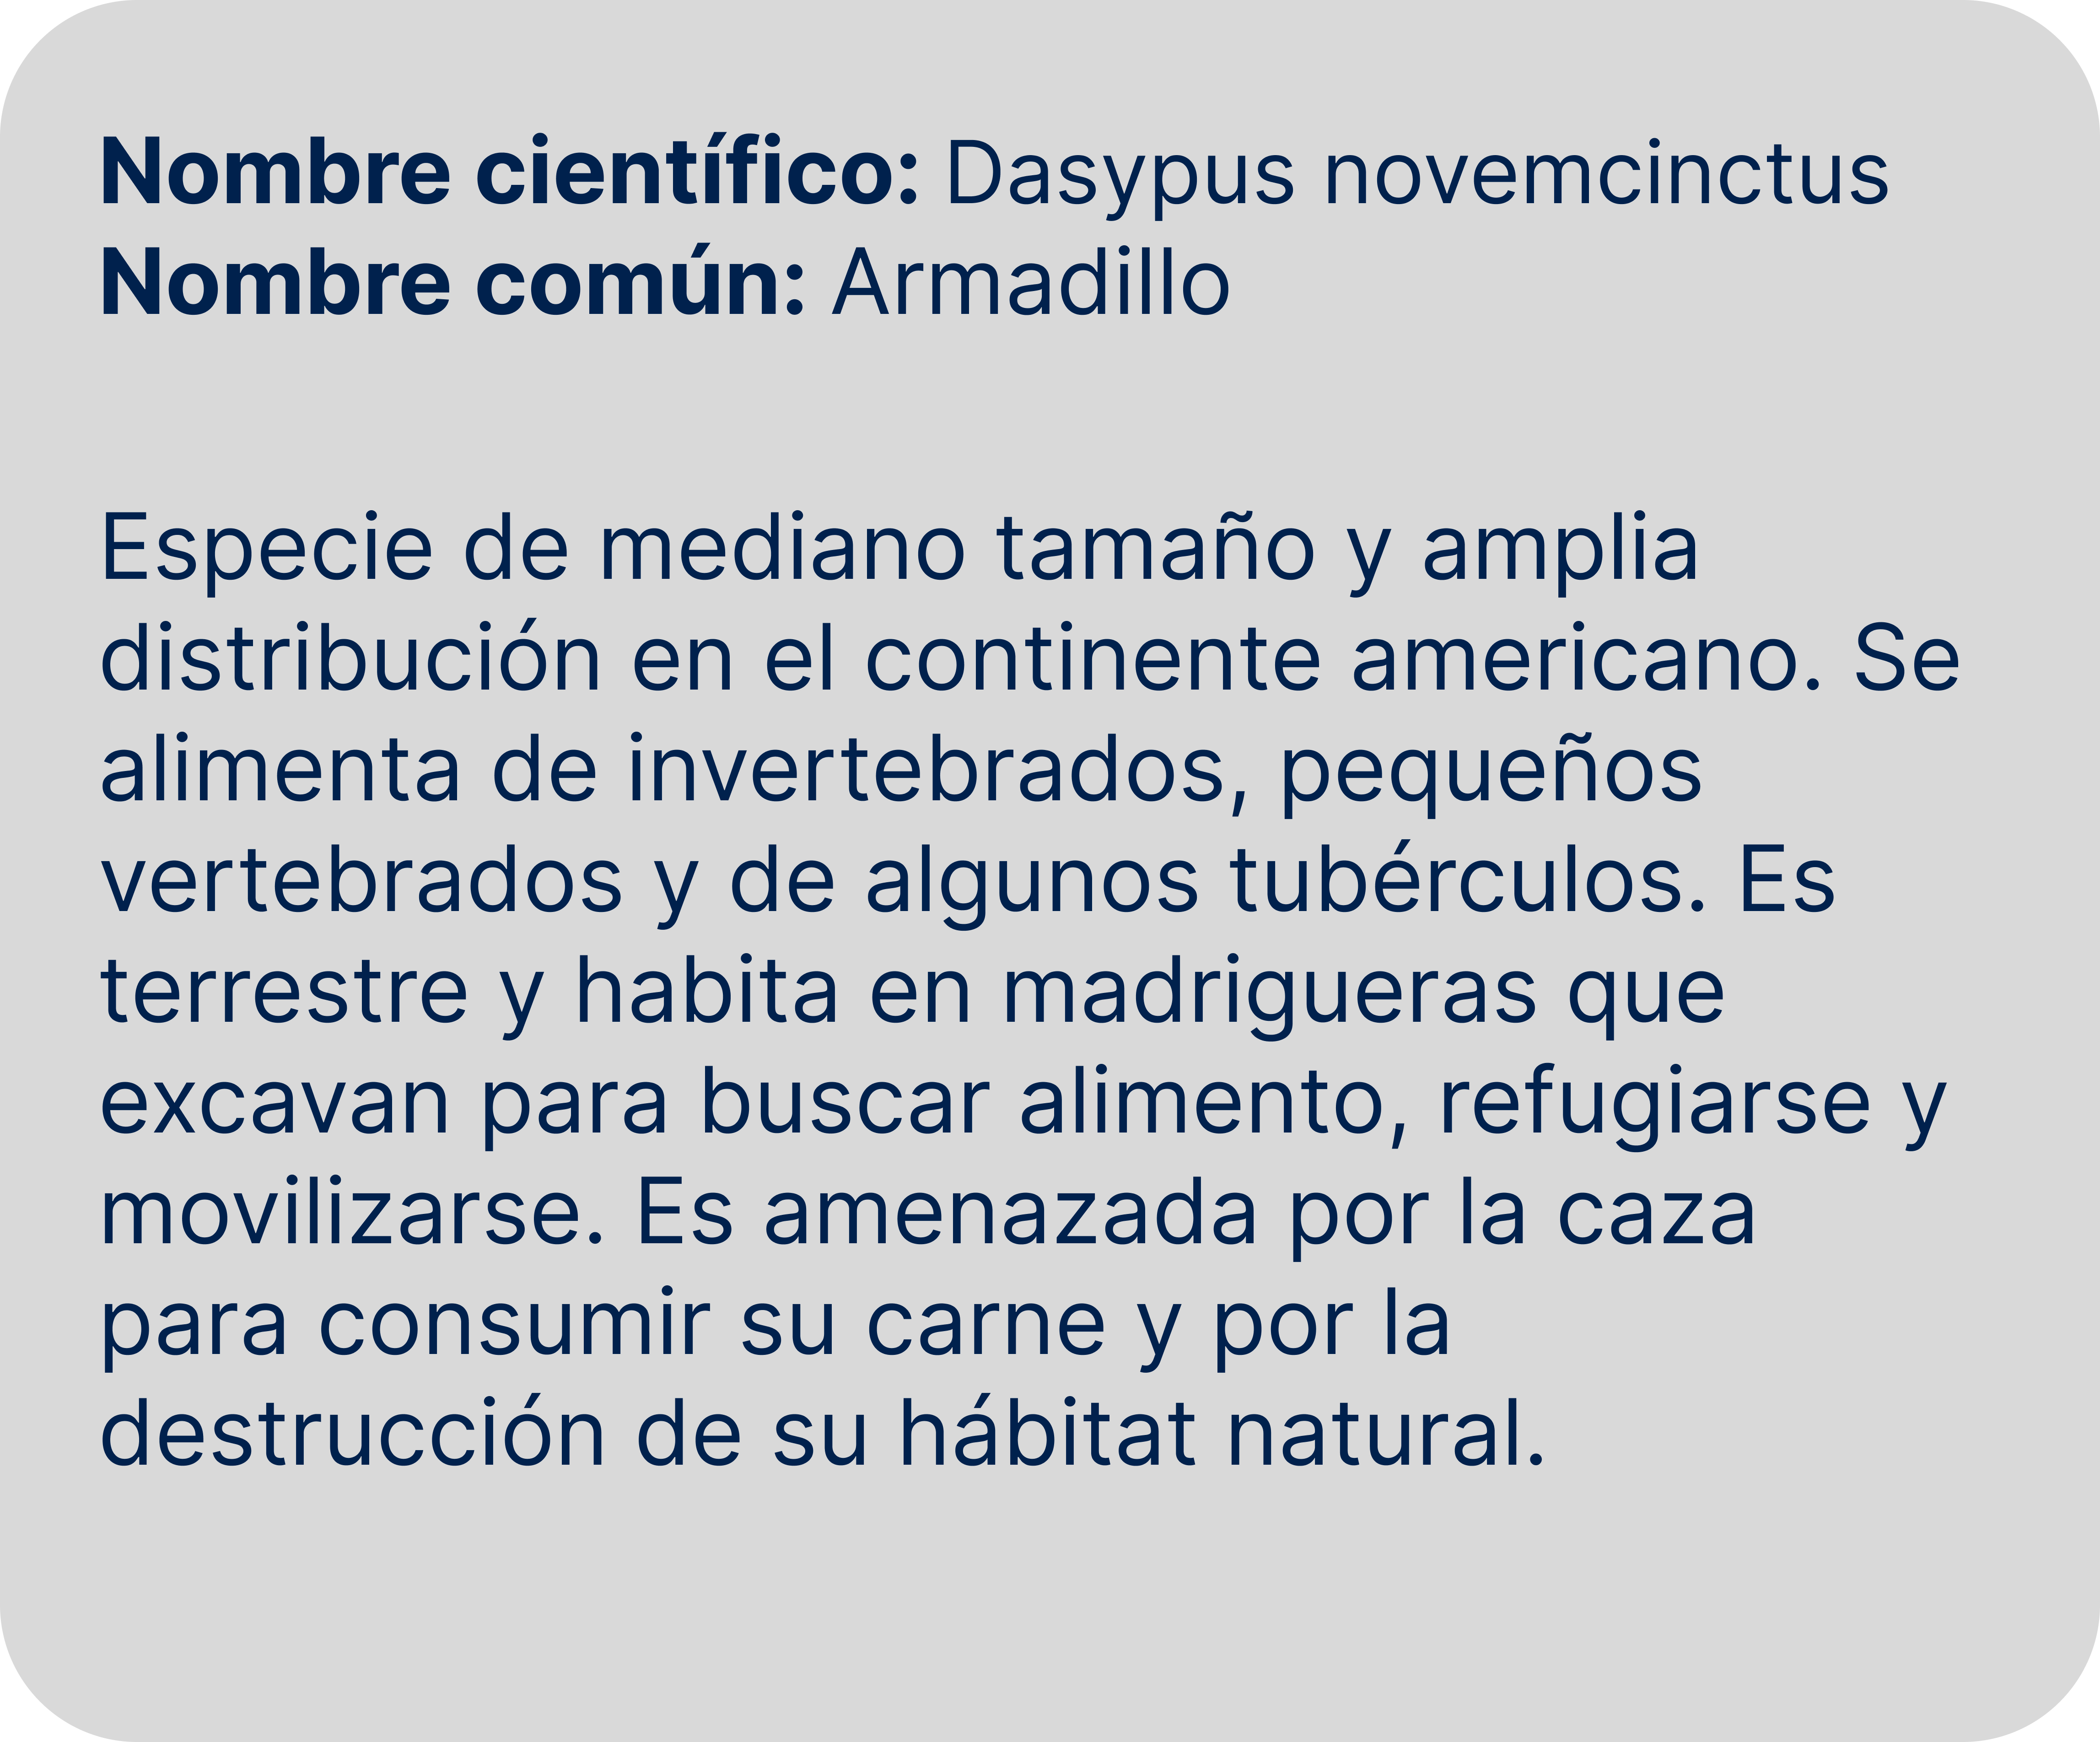 Nombre científico: Dasypus novemcinctus
Nombre común: Armadillo
Especie de mediano tamaño y amplia
distribución en el continente americano. Se
alimenta de invertebrados, pequeños
vertebrados y de algunos tubérculos. Es
terrestre y habita en madrigueras que
excavan para buscar alimento, refugiarse y
movilizarse. Es amenazada por la caza
para consumir su carne y por la
destrucción de su hábitat natural.